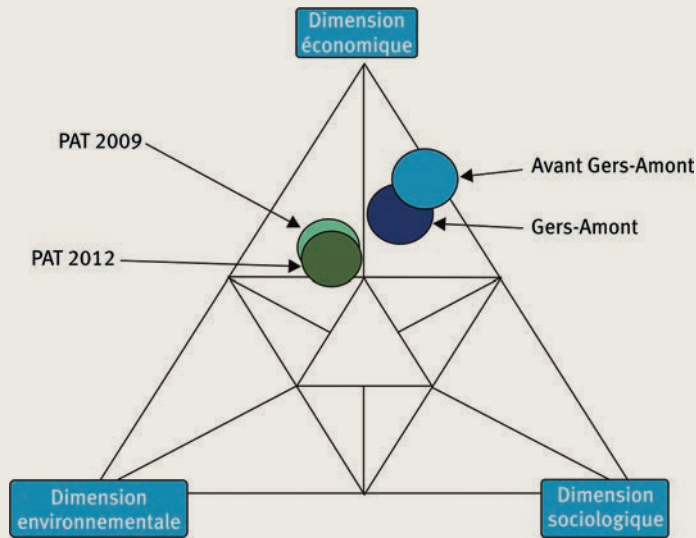 Dimension
économique
PAT 2009
Avant Gers-Amont
Gers-Amont
PAT 2012
Dimension
environnementale
Dimension
sociologique